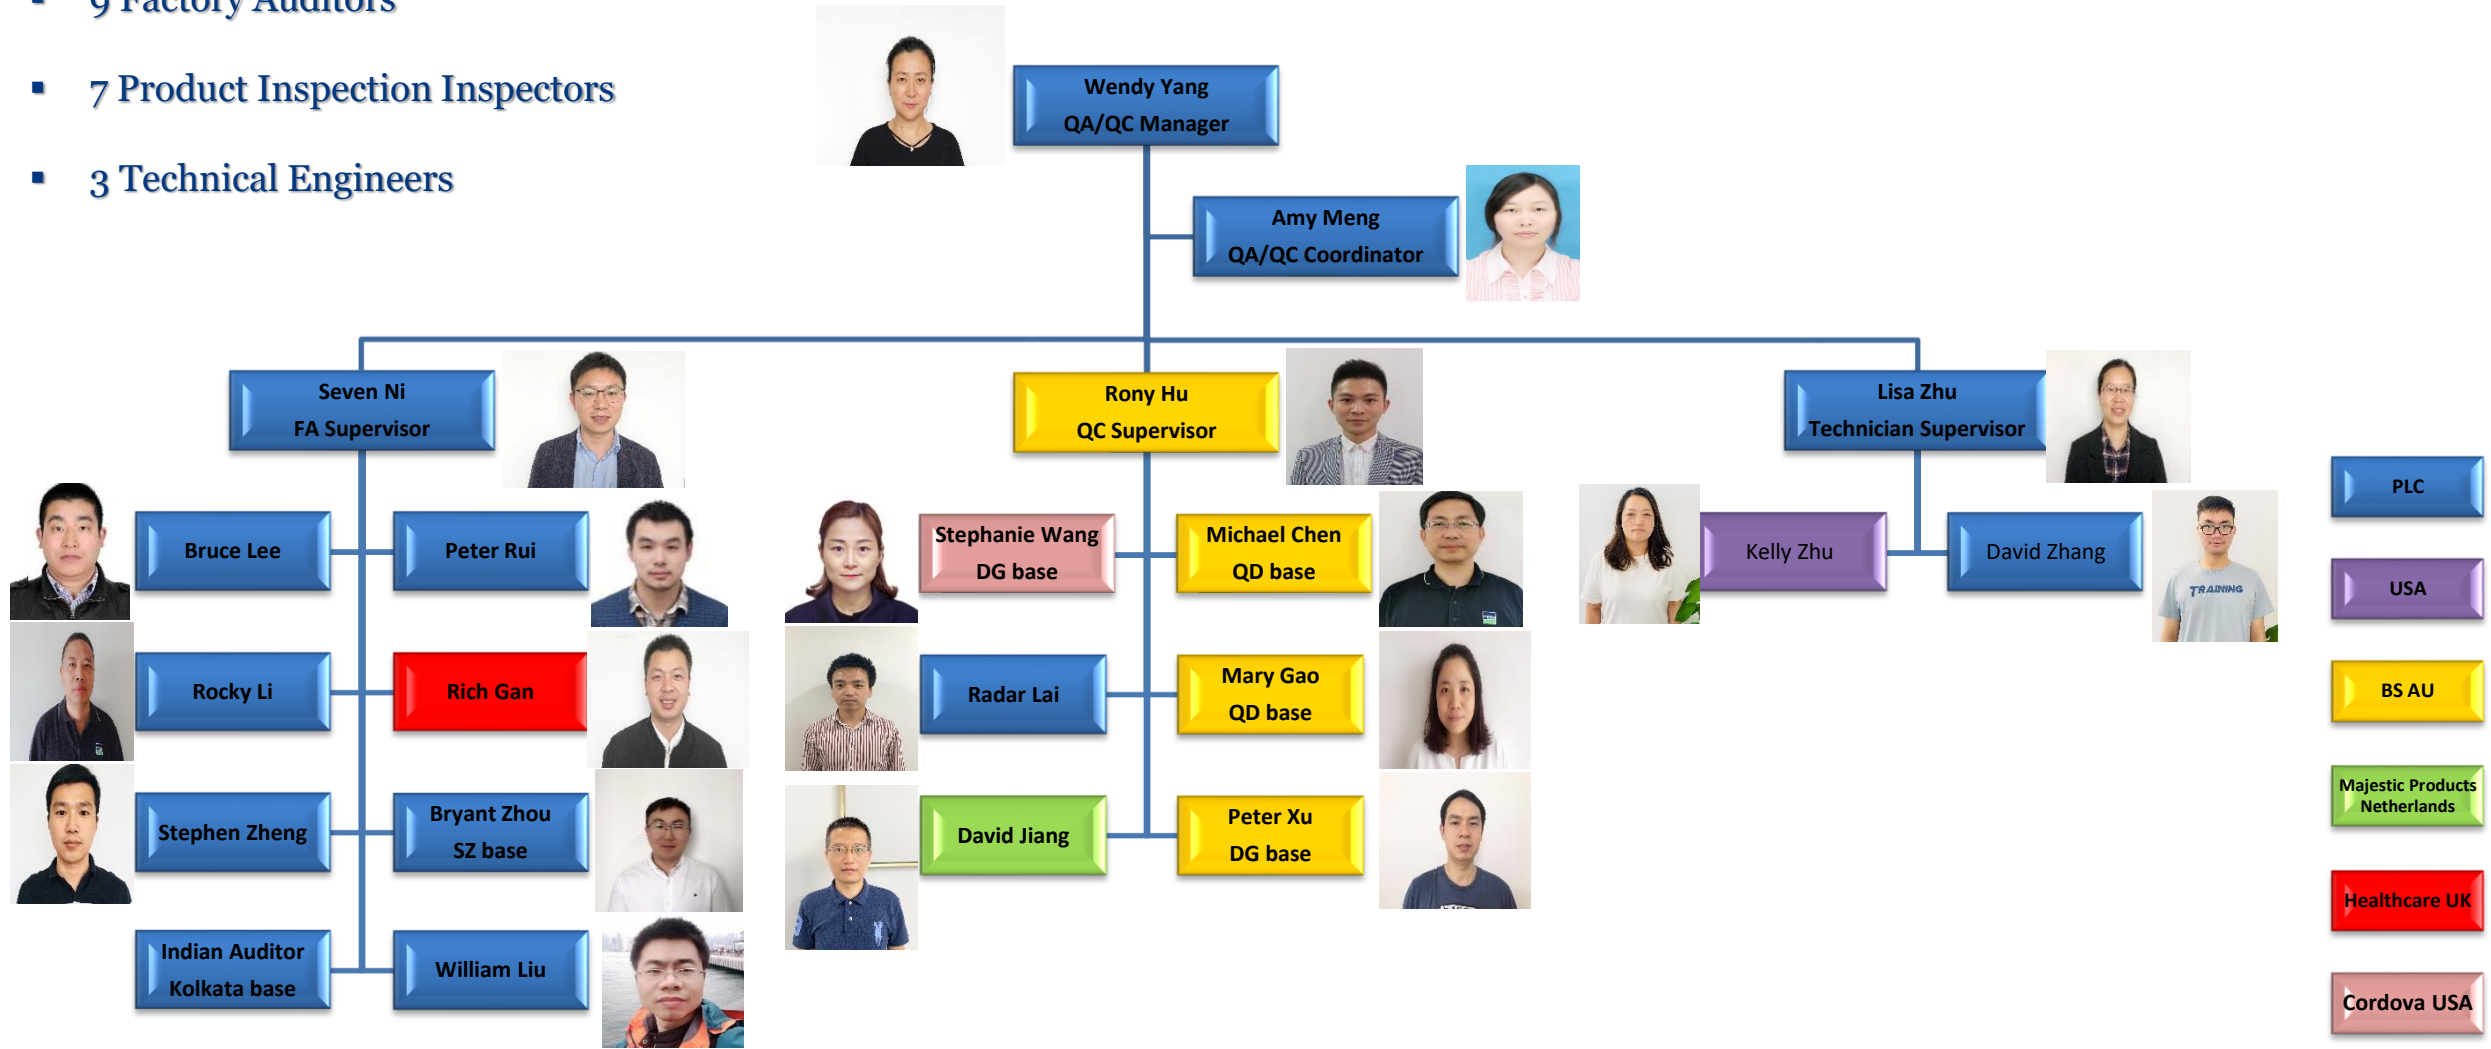 9 Factory Auditors
7 Product Inspection Inspectors
3 Technical Engineers
Wendy Yang
QA/QC Manager
Amy Meng
QA/QC Coordinator
Seven Ni
FA Supervisor
Rony Hu
QC Supervisor
Lisa Zhu
Technician Supervisor
Bruce Lee
Peter Rui
Stephanie Wang
DG base
Michael Chen
QD base
Kelly Zhu
David Zhang
TRAINING
Rocky Li
Rich Gan
Radar Lai
Mary Gao
QD base
Stephen Zheng
Bryant Zhou
SZ base
David Jiang
Peter Xu
DG base
Indian Auditor
Kolkata base
William Liu
PLC
USA
BS AU
Majestic Products
Netherlands
Healthcare UK
Cordova USA